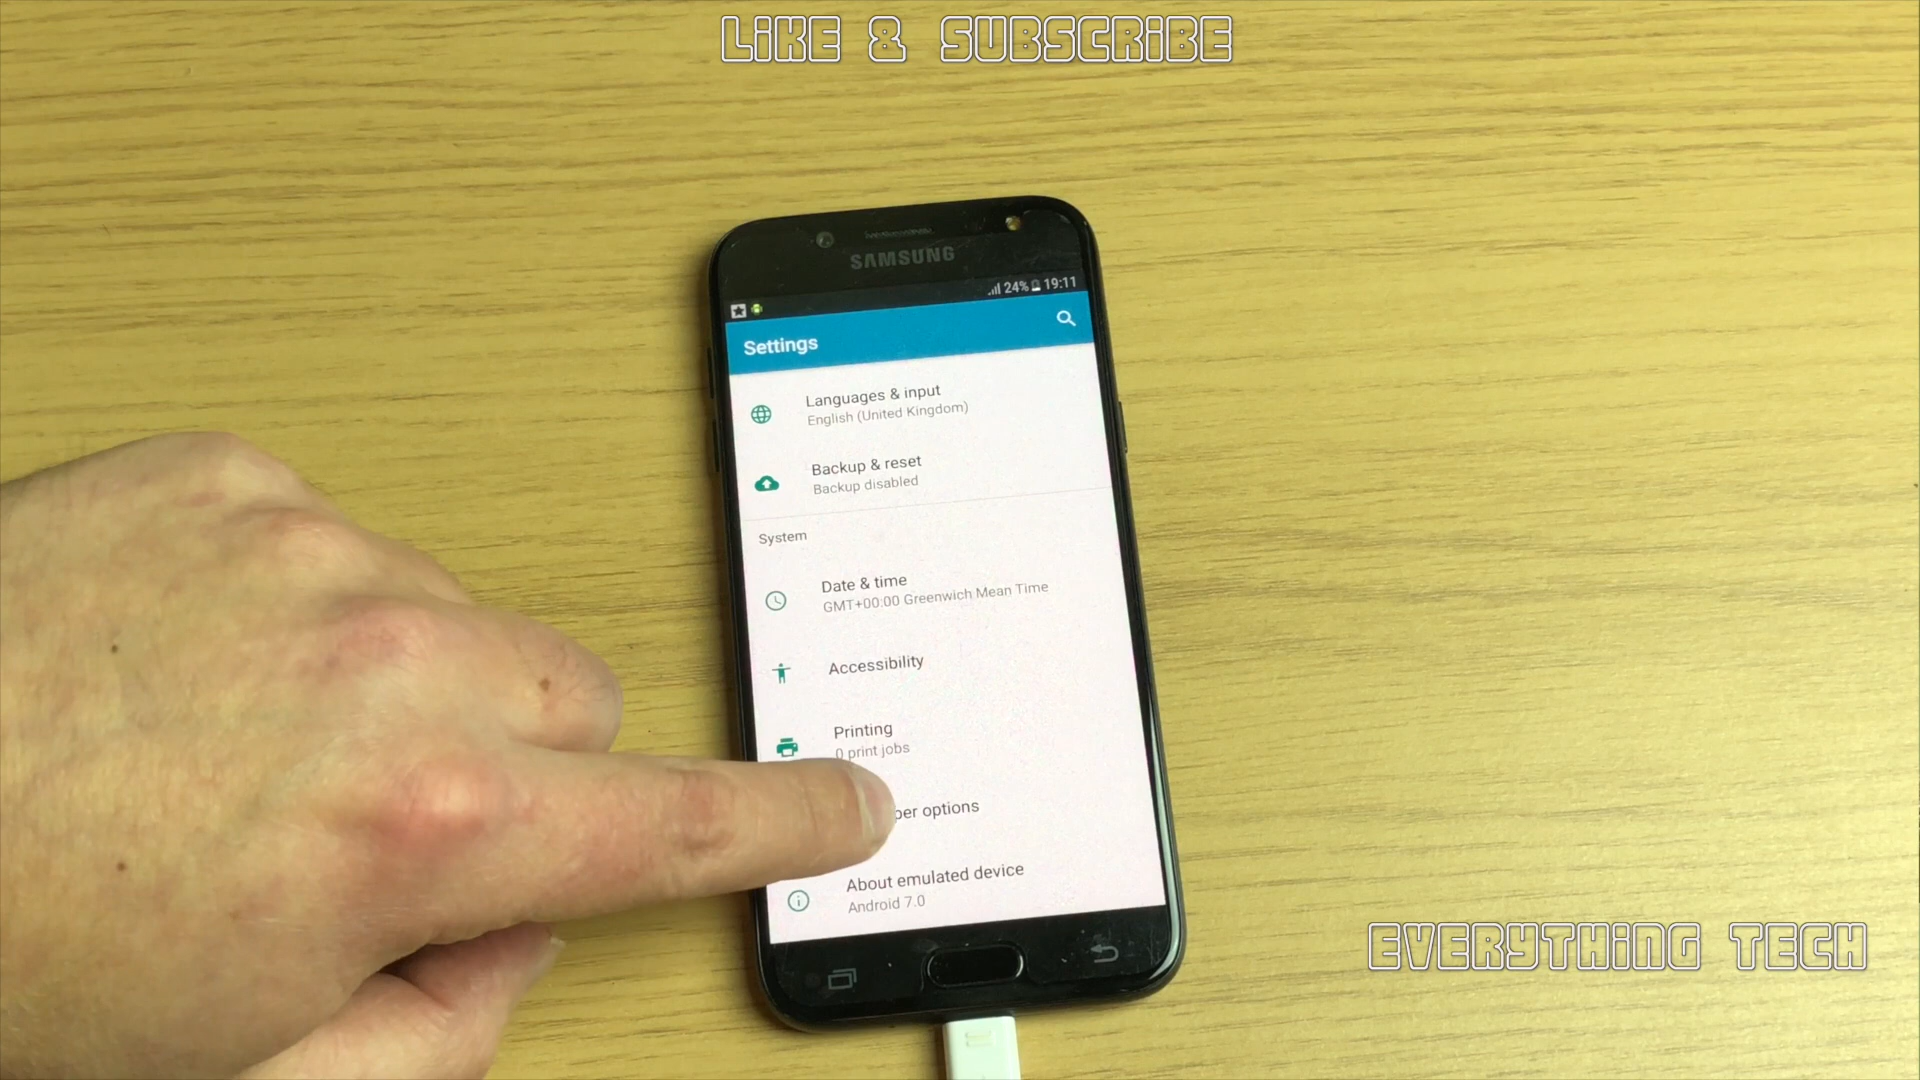 LIKE & SUBSCRIBE
SAMSUNG
24% 19:11
Settings
Languages & input
English (United Kingdom)
Backup & reset
Backup disabled
System
Date & time
GMT+00:00 Greenwich Mean Time
Accessibility
Printing
0 print jobs
per options
About emulated device
Android 7.0
EVERYTHING TECH